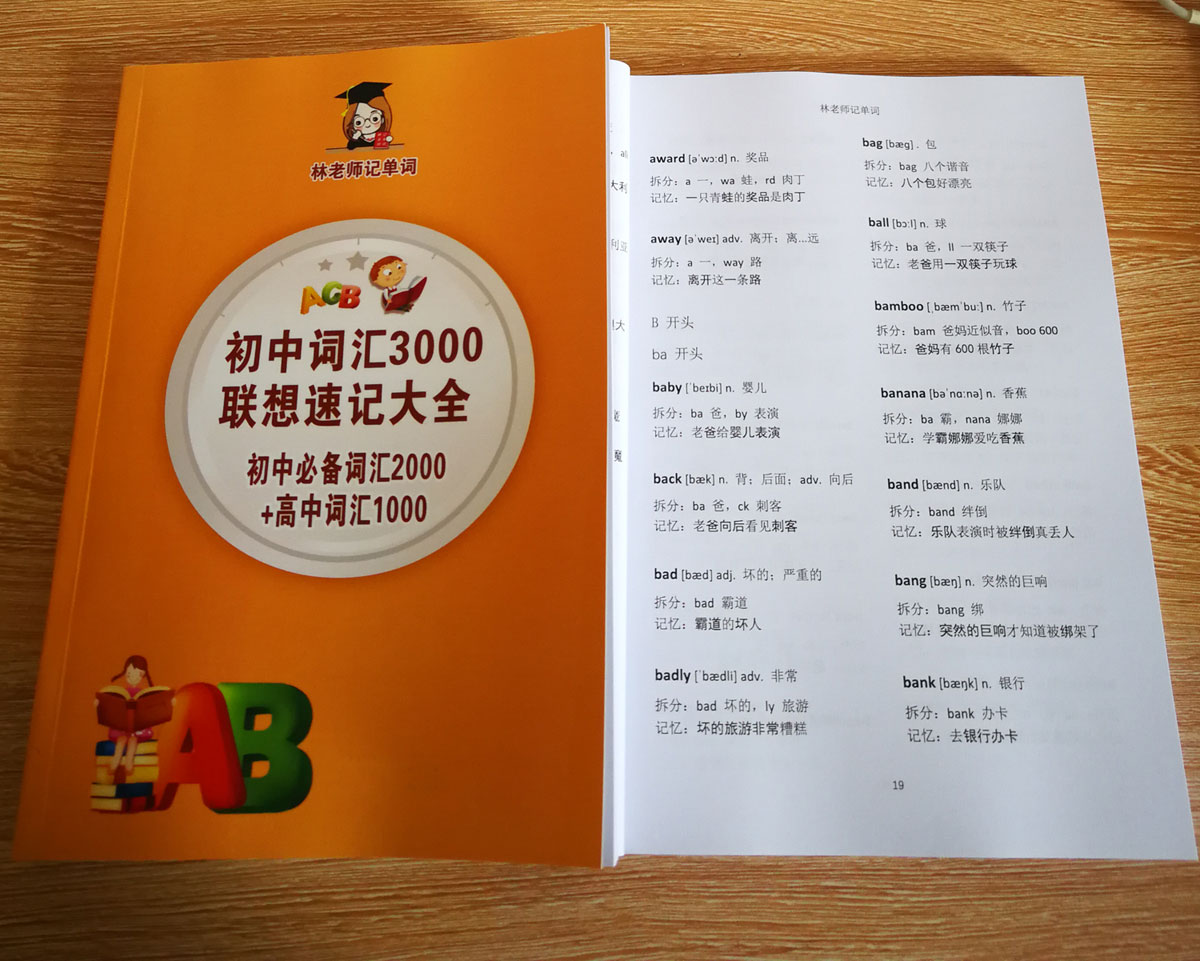 林老师记单词
ACB
初中词汇3000
联想速记大全
初中必备词汇2000
+高中词汇1000
AB
林老师记单词
award [əˈwɔːd] n. 奖品
拆分：a 一，wa 蛙，rd 肉丁
记忆：一只青蛙的奖品是肉丁
away [əˈweɪ] adv. 离开；离...远
拆分：a 一，way 路
记忆：离开这一条路
B 开头
ba 开头
baby [ˈbeɪbi] n. 婴儿
拆分：ba 爸，by 表演
记忆：老爸给婴儿表演
back [bæk] n. 背；后面；adv. 向后
拆分：ba 爸，ck 刺客
记忆：老爸向后看见刺客
bad [bæd] adj. 坏的；严重的
拆分：bad 霸道
记忆：霸道的坏人
badly [ˈbædli] adv. 非常
拆分：bad 坏的，ly 旅游
记忆：坏的旅游非常糟糕
bag [bæɡ] . 包
拆分：bag 八个谐音
记忆：八个包好漂亮
ball [bɔːl] n. 球
拆分：ba 爸，ll 一双筷子
记忆：老爸用一双筷子玩球
bamboo [ˌbæmˈbuː] n. 竹子
拆分：bam 爸妈近似音，boo 600
记忆：爸妈有 600 根竹子
banana [bəˈnɑːnə] n. 香蕉
拆分：ba 霸，nana 娜娜
记忆：学霸娜娜爱吃香蕉
band [bænd] n. 乐队
拆分：band 绊倒
记忆：乐队表演时被绊倒真丢人
bang [bæŋ] n. 突然的巨响
拆分：bang 绑
记忆：突然的巨响才知道被绑架了
bank [bæŋk] n. 银行
拆分：bank 办卡
记忆：去银行办卡
19